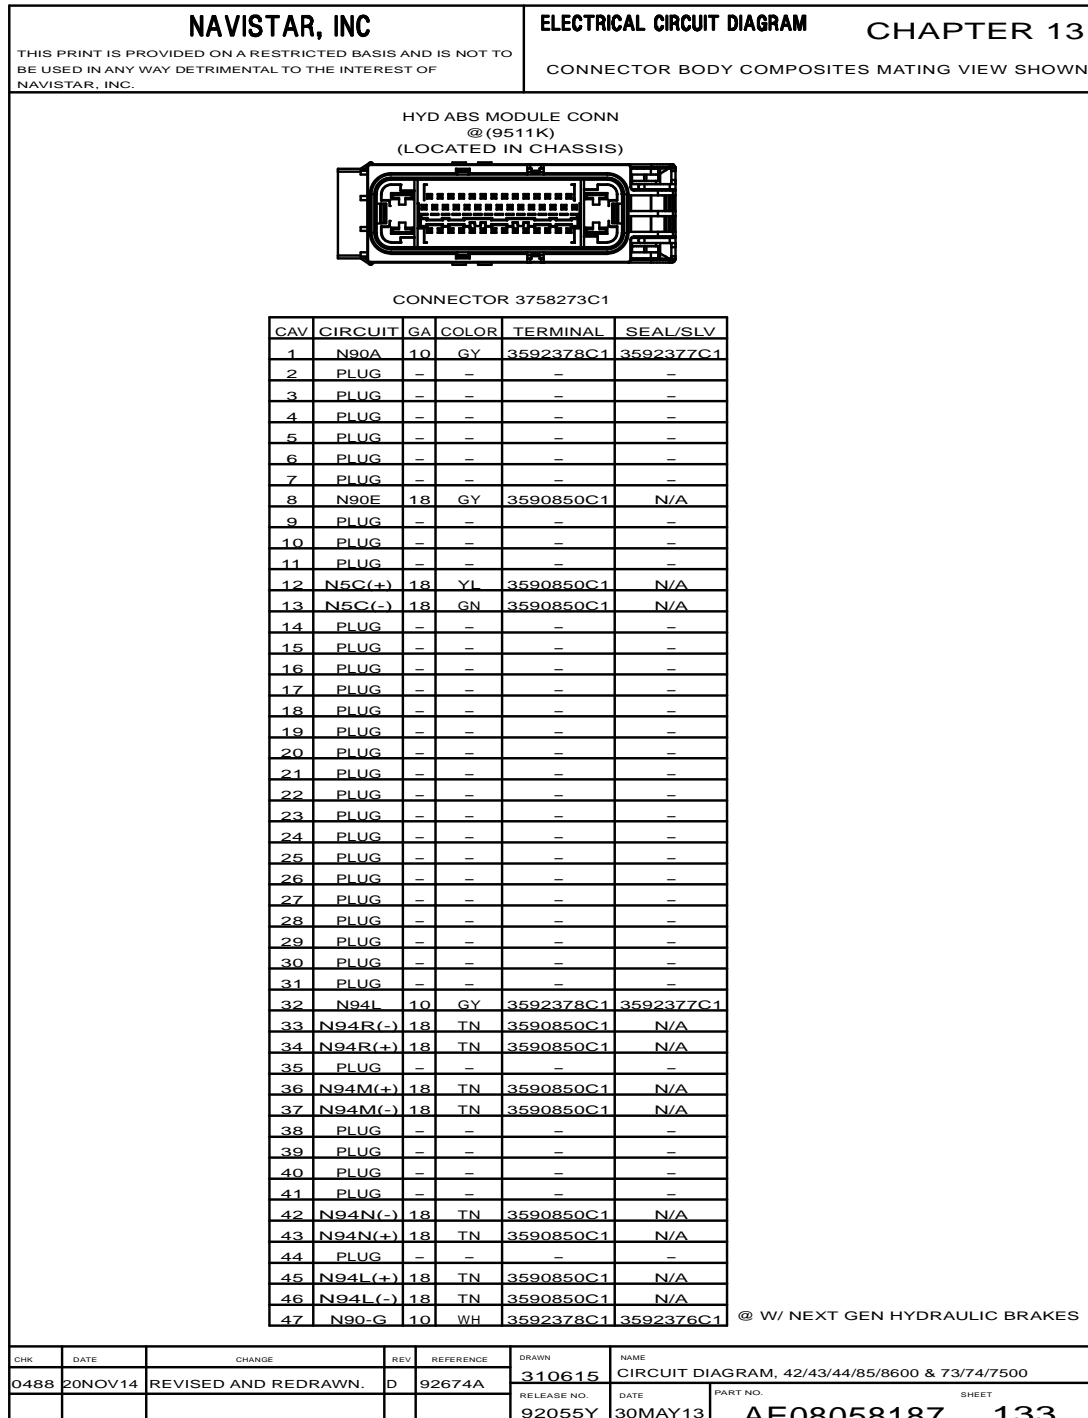 NAVISTAR, INC
THIS PRINT IS PROVIDED ON A RESTRICTED BASIS AND IS NOT TO
BE USED IN ANY WAY DETRIMENTAL TO THE INTEREST OF
NAVISTAR, INC.
ELECTRICAL CIRCUIT DIAGRAM
CHAPTER 13
CONNECTOR BODY COMPOSITES MATING VIEW SHOWN
HYD ABS MODULE CONN
@(9511K)
(LOCATED IN CHASSIS)
CONNECTOR 3758273C1
CAV CIRCUIT GA COLOR TERMINAL SEAL/SLV
1 N90A 10 GY 3592378C1 3592377C1
2 PLUG – – – –
3 PLUG – – – –
4 PLUG – – – –
5 PLUG – – – –
6 PLUG – – – –
7 PLUG – – – –
8 N90E 18 GY 3590850C1 N/A
9 PLUG – – – –
10 PLUG – – – –
11 PLUG – – – –
12 N5C(+) 18 YL 3590850C1 N/A
13 N5C(-) 18 GN 3590850C1 N/A
14 PLUG – – – –
15 PLUG – – – –
16 PLUG – – – –
17 PLUG – – – –
18 PLUG – – – –
19 PLUG – – – –
20 PLUG – – – –
21 PLUG – – – –
22 PLUG – – – –
23 PLUG – – – –
24 PLUG – – – –
25 PLUG – – – –
26 PLUG – – – –
27 PLUG – – – –
28 PLUG – – – –
29 PLUG – – – –
30 PLUG – – – –
31 PLUG – – – –
32 N94L 10 GY 3592378C1 3592377C1
33 N94R(-) 18 TN 3590850C1 N/A
34 N94R(+) 18 TN 3590850C1 N/A
35 PLUG – – – –
36 N94M(+) 18 TN 3590850C1 N/A
37 N94M(-) 18 TN 3590850C1 N/A
38 PLUG – – – –
39 PLUG – – – –
40 PLUG – – – –
41 PLUG – – – –
42 N94N(-) 18 TN 3590850C1 N/A
43 N94N(+) 18 TN 3590850C1 N/A
44 PLUG – – – –
45 N94L(+) 18 TN 3590850C1 N/A
46 N94L(-) 18 TN 3590850C1 N/A
47 N90-G 10 WH 3592378C1 3592376C1
@ W/ NEXT GEN HYDRAULIC BRAKES
CHK DATE CHANGE REV REFERENCE
0488 20NOV14 REVISED AND REDRAWN. D 92674A
DRAWN
310615
NAME
CIRCUIT DIAGRAM, 42/43/44/85/8600 & 73/74/7500
RELEASE NO.
92055Y
DATE
30MAY13
PART NO.
AE08058187
SHEET
133